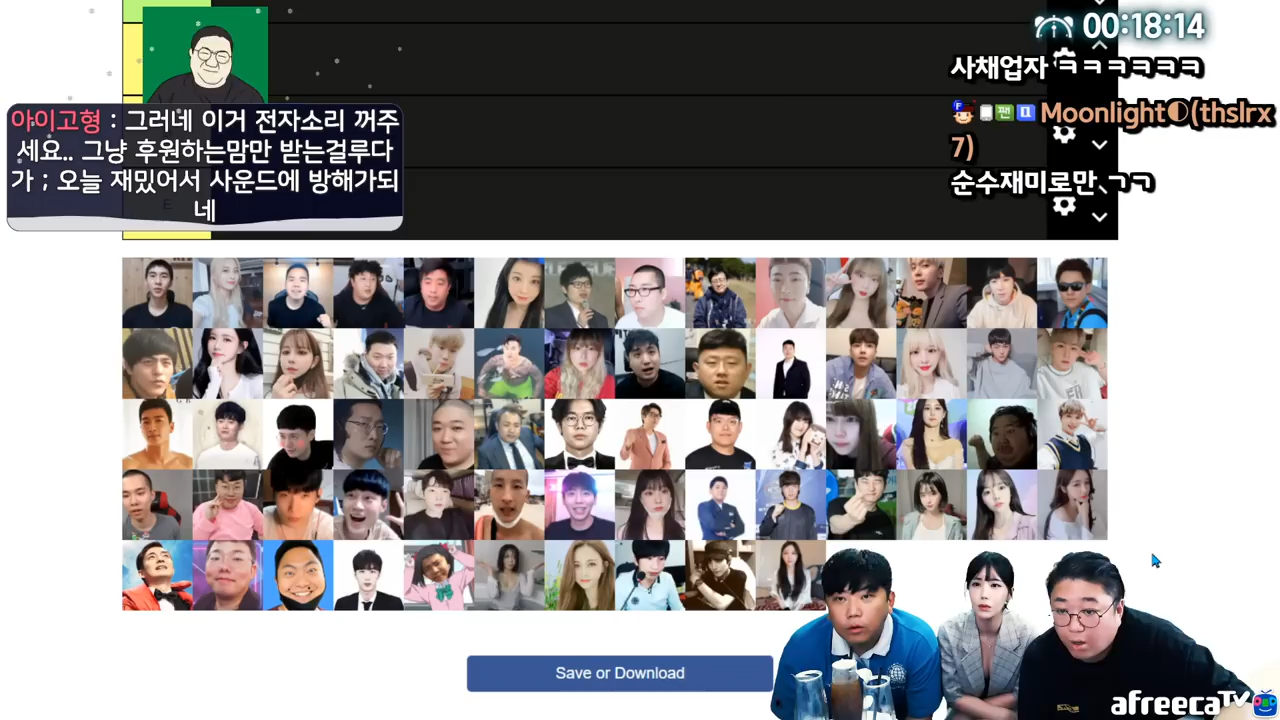 00:18:14
사채업자 ㅋㅋㅋㅋㅋㅋ
F 팬 n Moonlight◐(thslrx
7)
순수재미로만 ㄱㄱ
아이고형 : 그러네 이거 전자소리 꺼주
세요.. 그냥 후원하는맘만 받는걸루다
가 ; 오늘 재밌어서 사운드에 방해가되
네
E
Save or Download
afreecaTV